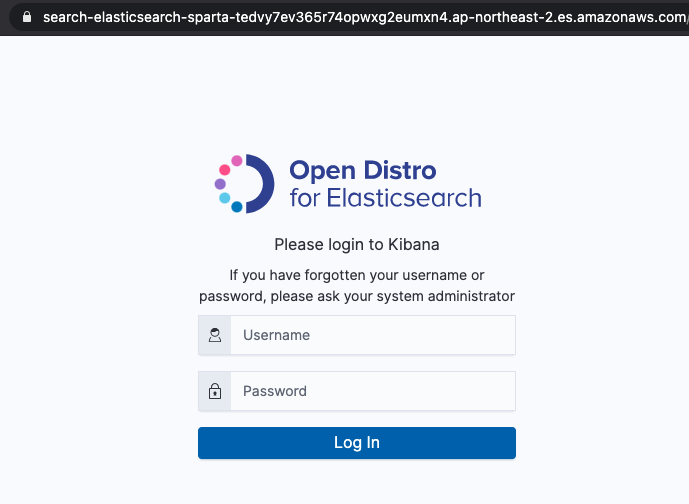 search-elasticsearch-sparta-tedvy7ev365r74opwxg2eumxn4.ap-northeast-2.es.amazonaws.com/
Open Distro
for Elasticsearch
Please login to Kibana
If you have forgotten your username or
password, please ask your system administrator
Username
Password
Log In